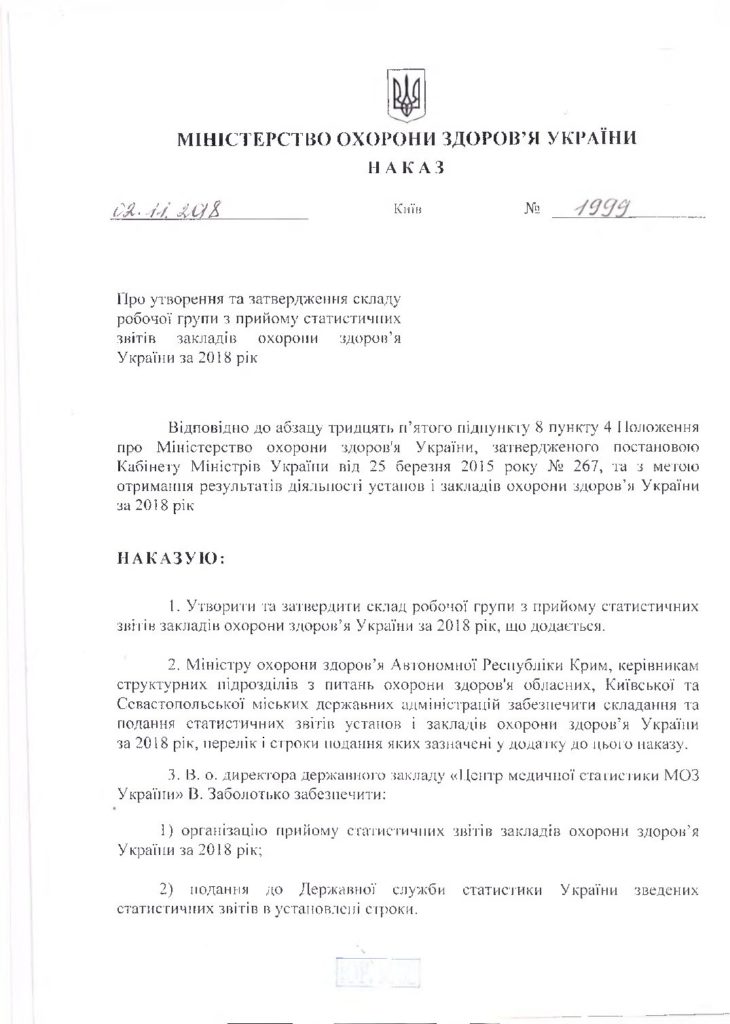 МІНІСТЕРСТВО ОХОРОНИ ЗДОРОВ’Я УКРАЇНИ
НАКАЗ
02.11.2018 Київ № 1999
Про утворення та затвердження складу
робочої групи з прийому статистичних
звітів закладів охорони здоров’я
України за 2018 рік
Відповідно до абзацу тридцять п’ятого підпункту 8 пункту 4 Положення
про Міністерство охорони здоров'я України, затвердженого постановою
Кабінету Міністрів України від 25 березня 2015 року № 267, та з метою
отримання результатів діяльності установ і закладів охорони здоров’я України
за 2018 рік
НАКАЗУЮ:
1. Утворити та затвердити склад робочої групи з прийому статистичних
звітів закладів охорони здоров’я України за 2018 рік, що додається.
2. Міністру охорони здоров’я Автономної Республіки Крим, керівникам
структурних підрозділів з питань охорони здоров'я обласних, Київської та
Севастопольської міських державних адміністрацій забезпечити складання та
подання статистичних звітів установ і закладів охорони здоров’я України
за 2018 рік, перелік і строки подання яких зазначені у додатку до цього наказу.
3. В. о. директора державного закладу «Центр медичної статистики МОЗ
України» В. Заболотько забезпечити:
1) організацію прийому статистичних звітів закладів охорони здоров’я
України за 2018 рік;
2) подання до Державної служби статистики України зведених
статистичних звітів в установлені строки.